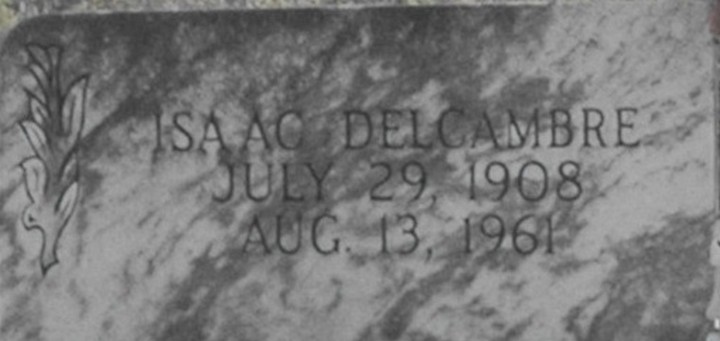 ISAAC DELCAMBRE
JULY 29, 1908
AUG. 13, 1961